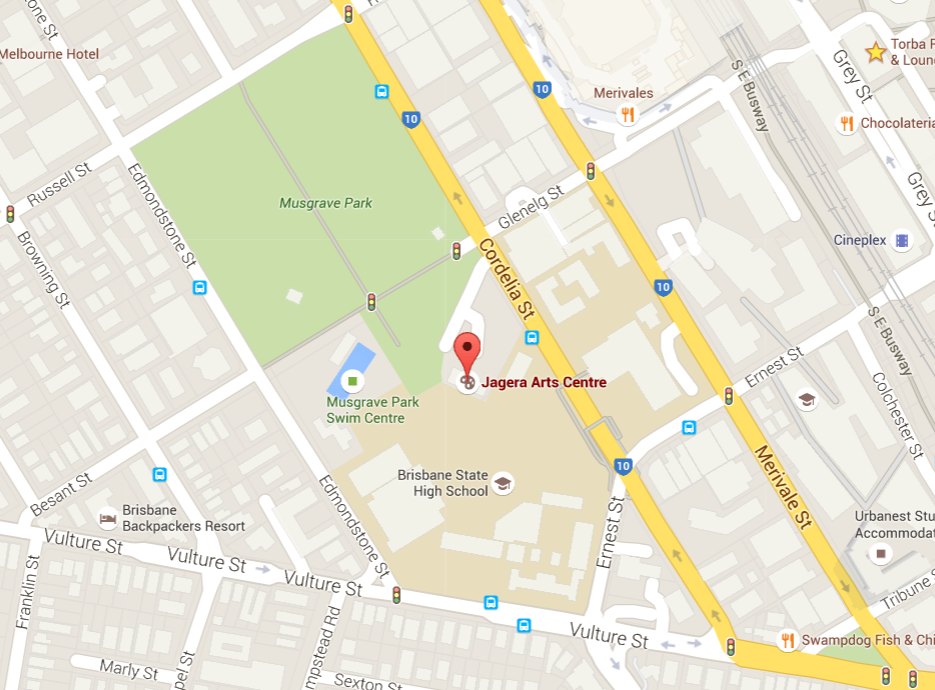 one St
Melbourne Hotel
Merivales
10
10
S E Busway
Grey St
Torba R
& Loun
Chocolateria
Russell St
Edmondstone St
Musgrave Park
Glenelg St
Grey S
Cineplex
Browning St
Cordelia St
10
S E Busway
Jagera Arts Centre
Ernest St
Musgrave Park
Swim Centre
Colchester St
Brisbane State
High School
10
Merivale St
Besant St
Brisbane
Backpackers Resort
Edmondstone St
Ernest St
Urbanest Stu
Accommodat
Vulture St
Vulture St
Vulture St
Franklin St
Tribune S
Vulture St
Swampdog Fish & Chi
mpstead Rd
pel St
Marly St
Sexton St